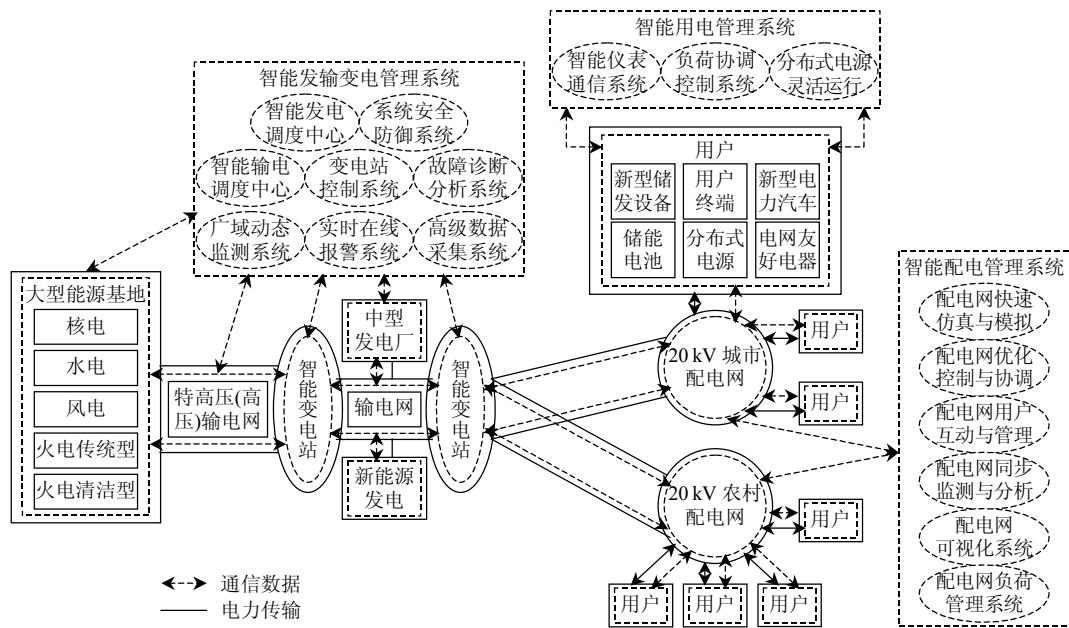 智能用电管理系统
智能仪表
通信系统
负荷协调
控制系统
分布式电源
灵活运行
智能发输变电管理系统
智能发电
调度中心
系统安全
防御系统
智能输电
调度中心
变电站
控制系统
故障诊断
分析系统
广域动态
监测系统
实时在线
报警系统
高级数据
采集系统
用户
新型储
发设备
用户
终端
新型电
力汽车
储能
电池
分布式
电源
电网友
好电器
大型能源基地
核电
水电
风电
火电传统型
火电清洁型
特高压(高
压)输电网
智能变电站
中型
发电厂
输电网
新能源
发电
智能变电站
20 kV 城市
配电网
用户
用户
20 kV 农村
配电网
用户
用户
用户
用户
智能配电管理系统
配电网快速
仿真与模拟
配电网优化
控制与协调
配电网用户
互动与管理
配电网同步
监测与分析
配电网
可视化系统
配电网负荷
管理系统
通信数据
电力传输